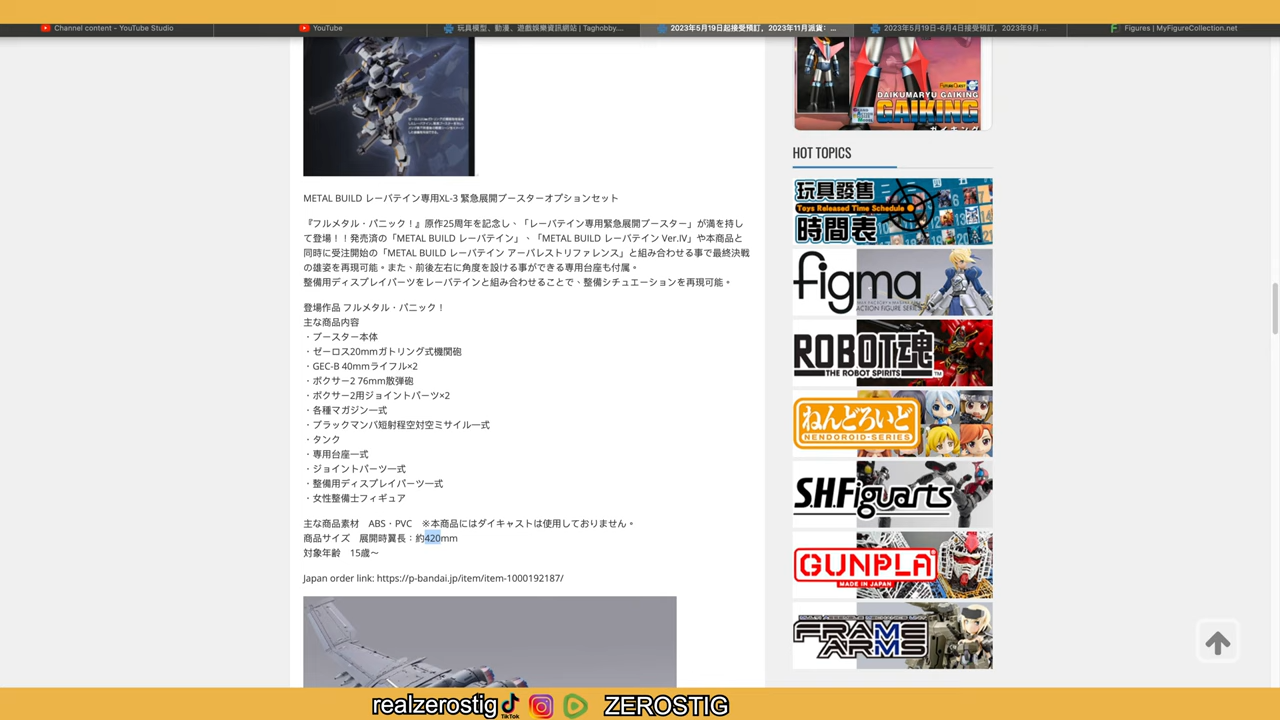 Channel content - YouTube Studio
YouTube
玩具模型、動漫、遊戲娛樂資訊網站 | Taghobby....
2023年5月19日起接受預訂，2023年11月派貨： ...
2023年5月19日-6月4日接受預訂，2023年9月...
Figures | MyFigureCollection.net
DAIKUMARYU GAIKING
GAIKING
ガイキング
HOT TOPICS
玩具發售
Toys Released Time Schedule
時間表
figma
ACTION FIGURE SERIES
ROBOT魂
THE ROBOT SPIRITS
ねんどろいど
NENDOROID·SERIES
S.H.Figuarts
GUNPLA
MADE IN JAPAN
FRAME
ARMS
METAL BUILD レーバテイン専用XL-3 緊急展開ブースターオプションセット
『フルメタル・パニック！』原作25周年を記念し、「レーバテイン専用緊急展開ブースター」が満を持し
て登場！！発売済の「METAL BUILD レーバテイン」、「METAL BUILD レーバテイン Ver.IV」や本商品と
同時に受注開始の「METAL BUILD レーバテイン アーバレストリファレンス」と組み合わせる事で最終決戦
の雄姿を再現可能。また、前後左右に角度を設ける事ができる専用台座も付属。
整備用ディスプレイパーツをレーバテインと組み合わせることで、整備シチュエーションを再現可能。
登場作品 フルメタル・パニック！
主な商品内容
・ブースター本体
・ゼーロス20mmガトリング式機関砲
・GEC-B 40mmライフル×2
・ボクサー2 76mm散弾砲
・ボクサー2用ジョイントパーツ×2
・各種マガジン一式
・ブラックマンバ短射程空対空ミサイル一式
・タンク
・専用台座一式
・ジョイントパーツ一式
・整備用ディスプレイパーツ一式
・女性整備士フィギュア
主な商品素材　ABS・PVC　※本商品にはダイキャストは使用しておりません。
商品サイズ　展開時翼長：約420mm
対象年齢　15歳～
Japan order link: https://p-bandai.jp/item/item-1000192187/
realzerostig
TikTok
ZEROSTIG